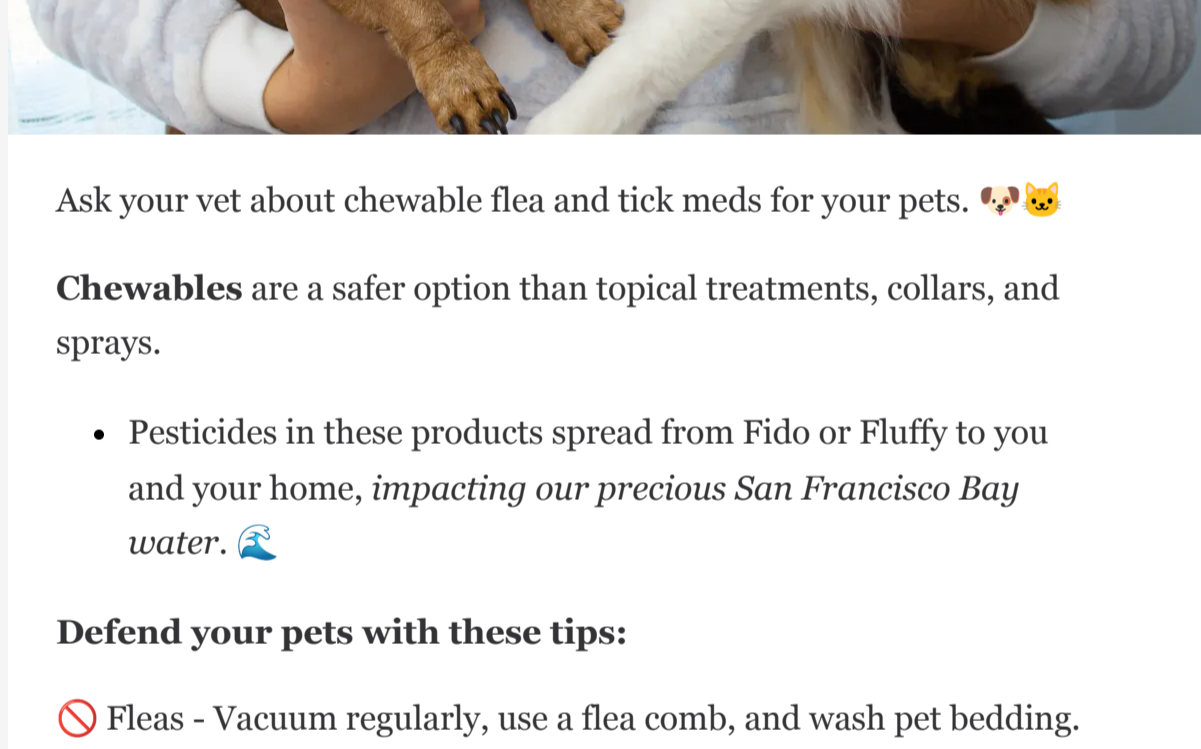 Ask your vet about chewable flea and tick meds for your pets. 🐶🐱
Chewables are a safer option than topical treatments, collars, and
sprays.
• Pesticides in these products spread from Fido or Fluffy to you
and your home, impacting our precious San Francisco Bay
water. 🌊
Defend your pets with these tips:
🚫 Fleas - Vacuum regularly, use a flea comb, and wash pet bedding.